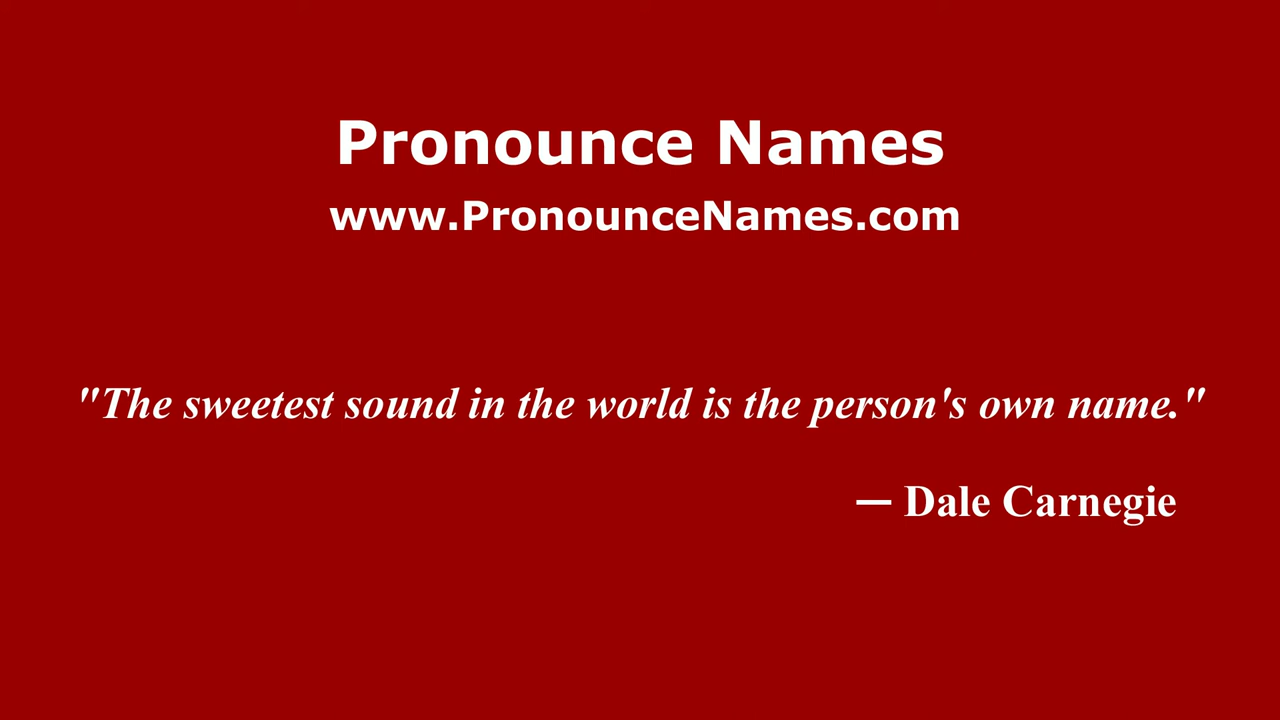 Pronounce Names
www.PronounceNames.com
"The sweetest sound in the world is the person's own name."
— Dale Carnegie